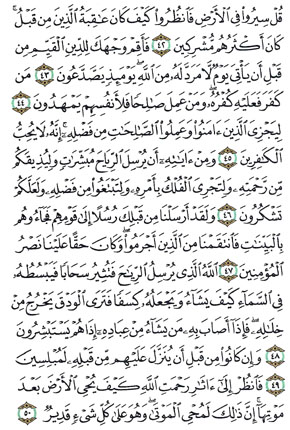 قُلْ سِيرُوا۟ فِى ٱلْأَرْضِ فَٱنظُرُوا۟ كَيْفَ كَانَ عَـٰقِبَةُ ٱلَّذِينَ مِن قَبْلُ ۚ
كَانَ أَكْثَرُهُم مُّشْرِكِينَ ٤٢ فَأَقِمْ وَجْهَكَ لِلدِّينِ ٱلْقَيِّمِ مِن
قَبْلِ أَن يَأْتِىَ يَوْمٌ لَّا مَرَدَّ لَهُۥ مِنَ ٱللَّهِ ۖ يَوْمَئِذٍ يَصَّدَّعُونَ ٤٣ مَن
كَفَرَ فَعَلَيْهِ كُفْرُهُۥ ۖ وَمَنْ عَمِلَ صَـٰلِحًا فَلِأَنفُسِهِمْ يَمْهَدُونَ ٤٤
لِيَجْزِىَ ٱلَّذِينَ ءَامَنُوا۟ وَعَمِلُوا۟ ٱلصَّـٰلِحَـٰتِ مِن فَضْلِهِۦٓ ۚ إِنَّهُۥ لَا يُحِبُّ
ٱلْكَـٰفِرِينَ ٤٥ وَمِنْ ءَايَـٰتِهِۦٓ أَن يُرْسِلَ ٱلرِّيَاحَ مُبَشِّرَٰتٍ وَلِيُذِيقَكُم
مِّن رَّحْمَتِهِۦ وَلِتَجْرِىَ ٱلْفُلْكُ بِأَمْرِهِۦ وَلِتَبْتَغُوا۟ مِن فَضْلِهِۦ وَلَعَلَّكُمْ
تَشْكُرُونَ ٤٦ وَلَقَدْ أَرْسَلْنَا مِن قَبْلِكَ رُسُلًا إِلَىٰ قَوْمِهِمْ فَجَآءُوهُم
بِٱلْبَيِّنَـٰتِ فَٱنتَقَمْنَا مِنَ ٱلَّذِينَ أَجْرَمُوا۟ ۖ وَكَانَ حَقًّا عَلَيْنَا نَصْرُ
ٱلْمُؤْمِنِينَ ٤٧ ٱللَّهُ ٱلَّذِى يُرْسِلُ ٱلرِّيَـٰحَ فَتُثِيرُ سَحَابًا فَيَبْسُطُهُۥ
فِى ٱلسَّمَآءِ كَيْفَ يَشَآءُ وَيَجْعَلُهُۥ كِسَفًا فَتَرَى ٱلْوَدْقَ يَخْرُجُ مِنْ
خِلَـٰلِهِۦ ۖ فَإِذَآ أَصَابَ بِهِۦ مَن يَشَآءُ مِنْ عِبَادِهِۦٓ إِذَا هُمْ يَسْتَبْشِرُونَ
٤٨ وَإِن كَانُوا۟ مِن قَبْلِ أَن يُنَزَّلَ عَلَيْهِم مِّن قَبْلِهِۦ لَمُبْلِسِينَ
٤٩ فَٱنظُرْ إِلَىٰٓ ءَاثَـٰرِ رَحْمَتِ ٱللَّهِ كَيْفَ يُحْىِ ٱلْأَرْضَ بَعْدَ
مَوْتِهَآ ۚ إِنَّ ذَٰلِكَ لَمُحْىِ ٱلْمَوْتَىٰ ۖ وَهُوَ عَلَىٰ كُلِّ شَىْءٍ قَدِيرٌ ٥٠